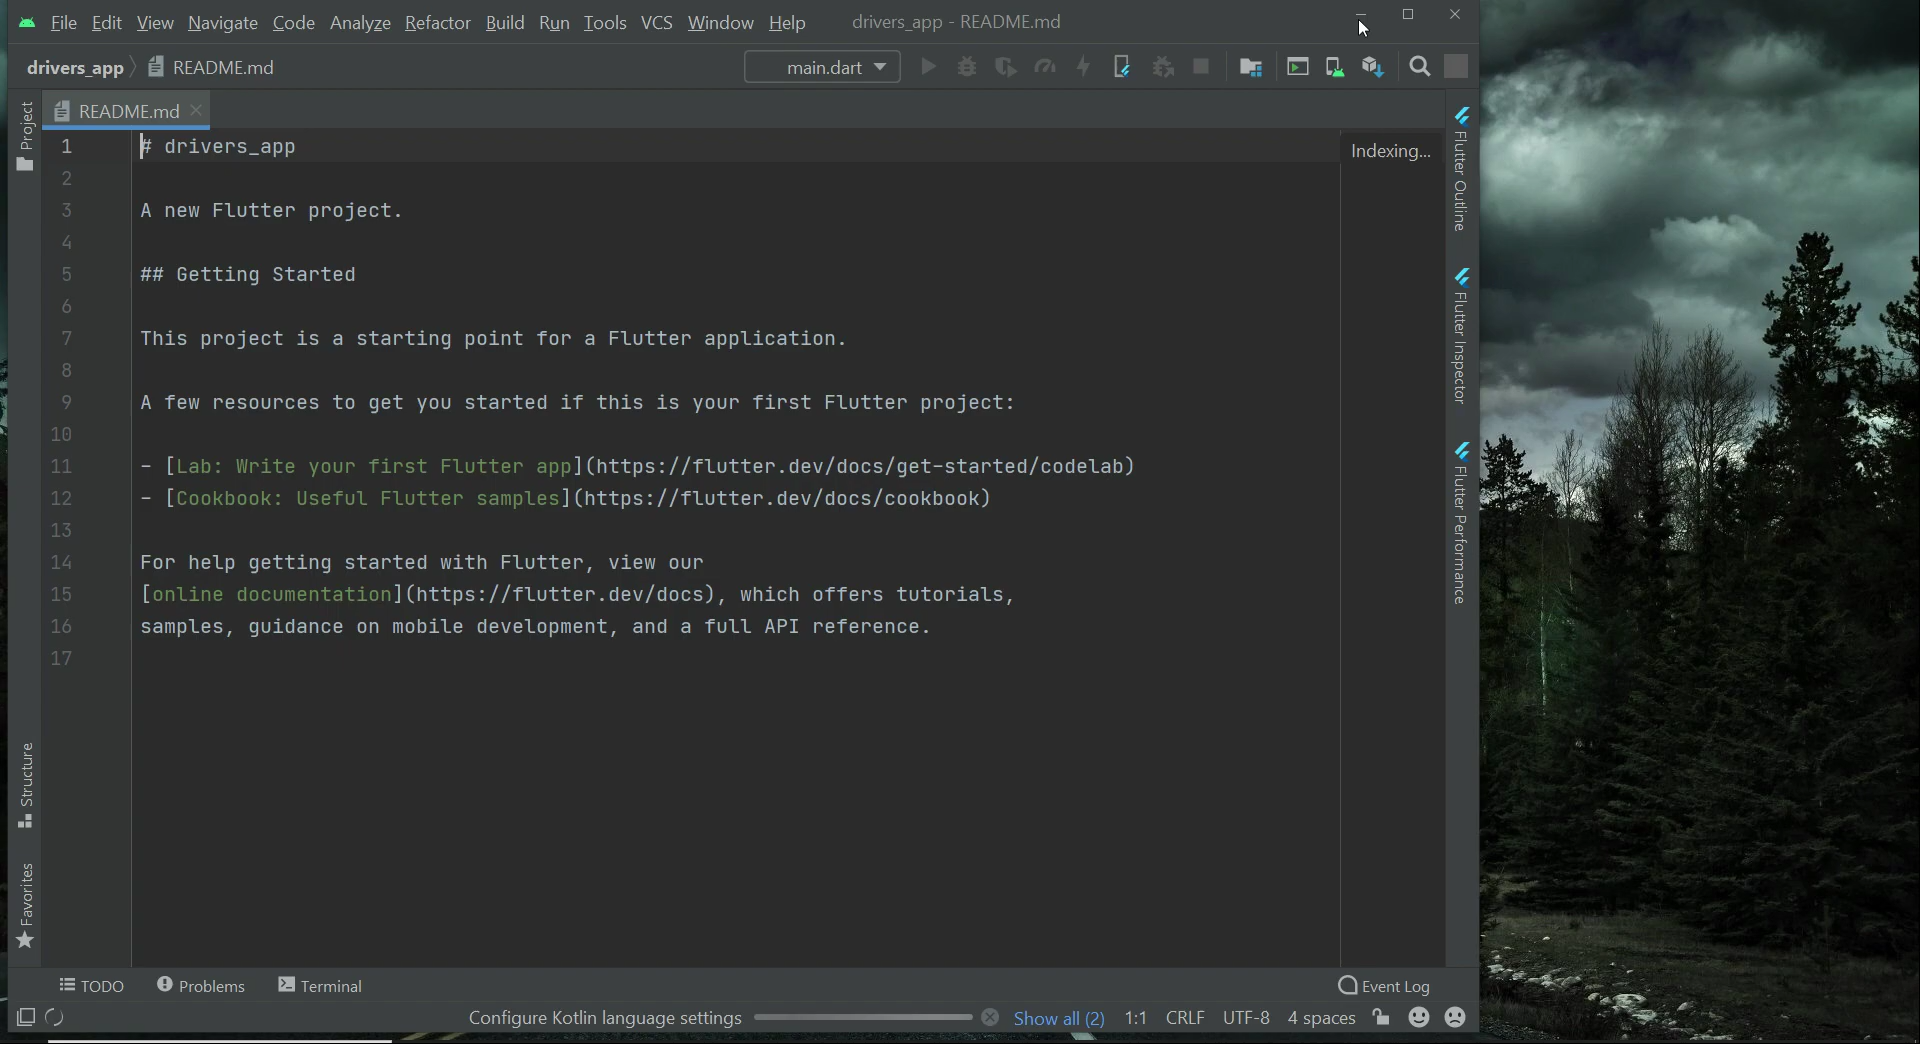 File Edit View Navigate Code Analyze Refactor Build Run Tools VCS Window Help drivers_app - README.md
drivers_app README.md main.dart
README.md
1 # drivers_app
2
3 A new Flutter project.
4
5 ## Getting Started
6
7 This project is a starting point for a Flutter application.
8
9 A few resources to get you started if this is your first Flutter project:
10
11 - [Lab: Write your first Flutter app](https://flutter.dev/docs/get-started/codelab)
12 - [Cookbook: Useful Flutter samples](https://flutter.dev/docs/cookbook)
13
14 For help getting started with Flutter, view our
15 [online documentation](https://flutter.dev/docs), which offers tutorials,
16 samples, guidance on mobile development, and a full API reference.
17
Indexing...
Project
Structure
Favorites
Flutter Outline
Flutter Inspector
Flutter Performance
TODO Problems Terminal Event Log
Configure Kotlin language settings Show all (2) 1:1 CRLF UTF-8 4 spaces